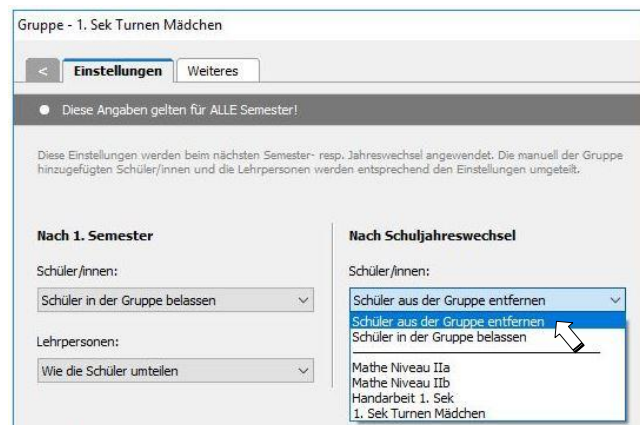 Gruppe - 1. Sek Turnen Mädchen
< Einstellungen Weiteres
Diese Angaben gelten für ALLE Semester!
Diese Einstellungen werden beim nächsten Semester- resp. Jahreswechsel angewendet. Die manuell der Gruppe
hinzugefügten Schüler/innen und die Lehrpersonen werden entsprechend den Einstellungen umgeteilt.
Nach 1. Semester
Schüler/innen:
Schüler in der Gruppe belassen
Lehrpersonen:
Wie die Schüler umteilen
Nach Schuljahreswechsel
Schüler/innen:
Schüler aus der Gruppe entfernen
Schüler aus der Gruppe entfernen
Schüler in der Gruppe belassen
Mathe Niveau IIa
Mathe Niveau IIb
Handarbeit 1. Sek
1. Sek Turnen Mädchen